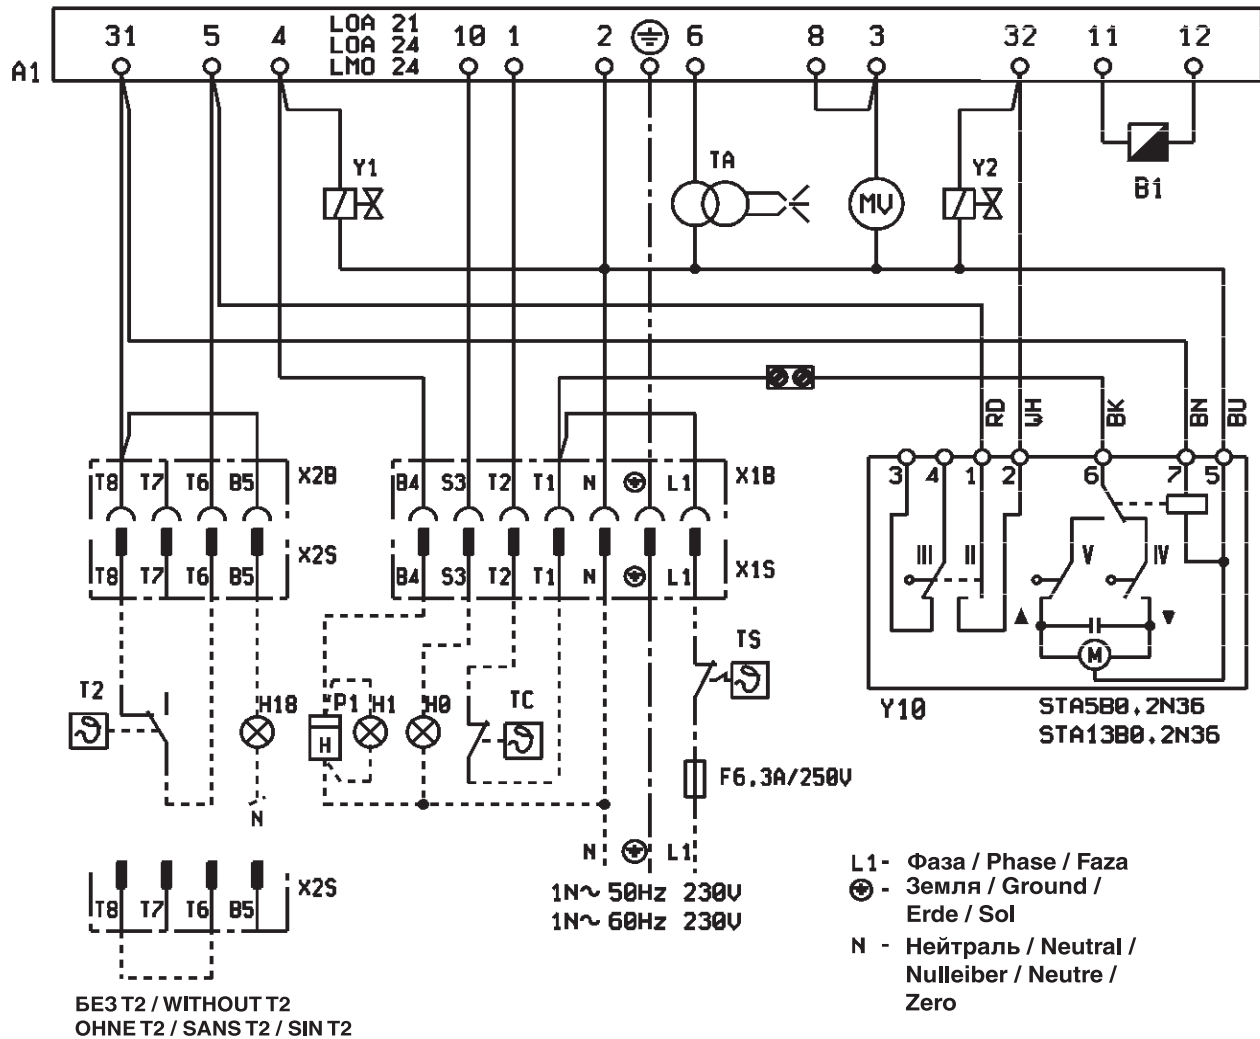 LOA 21
31 5 4 LOA 24 10 1 2 6 8 3 32 11 12
A1 LMO 24
Y1 TA Y2
MV B1
RD WH BK BN BU
T8 T7 T6 B5 X2B B4 S3 T2 T1 N L1 X1B 3 4 1 2 6 7 5
T8 T7 T6 B5 X2S B4 S3 T2 T1 N L1 X1S III II V IV
▲ ▼
TS
M
T2 H18 P1 H1 H0 TC Y10 STA5B0.2N36
H STA13B0.2N36
F6,3A/250V
N
N L1
1N~ 50Hz 230V
1N~ 60Hz 230V
T8 T7 T6 B5 X2S
L1- Фаза / Phase / Faza
- Земля / Ground /
Erde / Sol
N - Нейтраль / Neutral /
Nulleiber / Neutre /
Zero
БЕЗ T2 / WITHOUT T2
OHNE T2 / SANS T2 / SIN T2